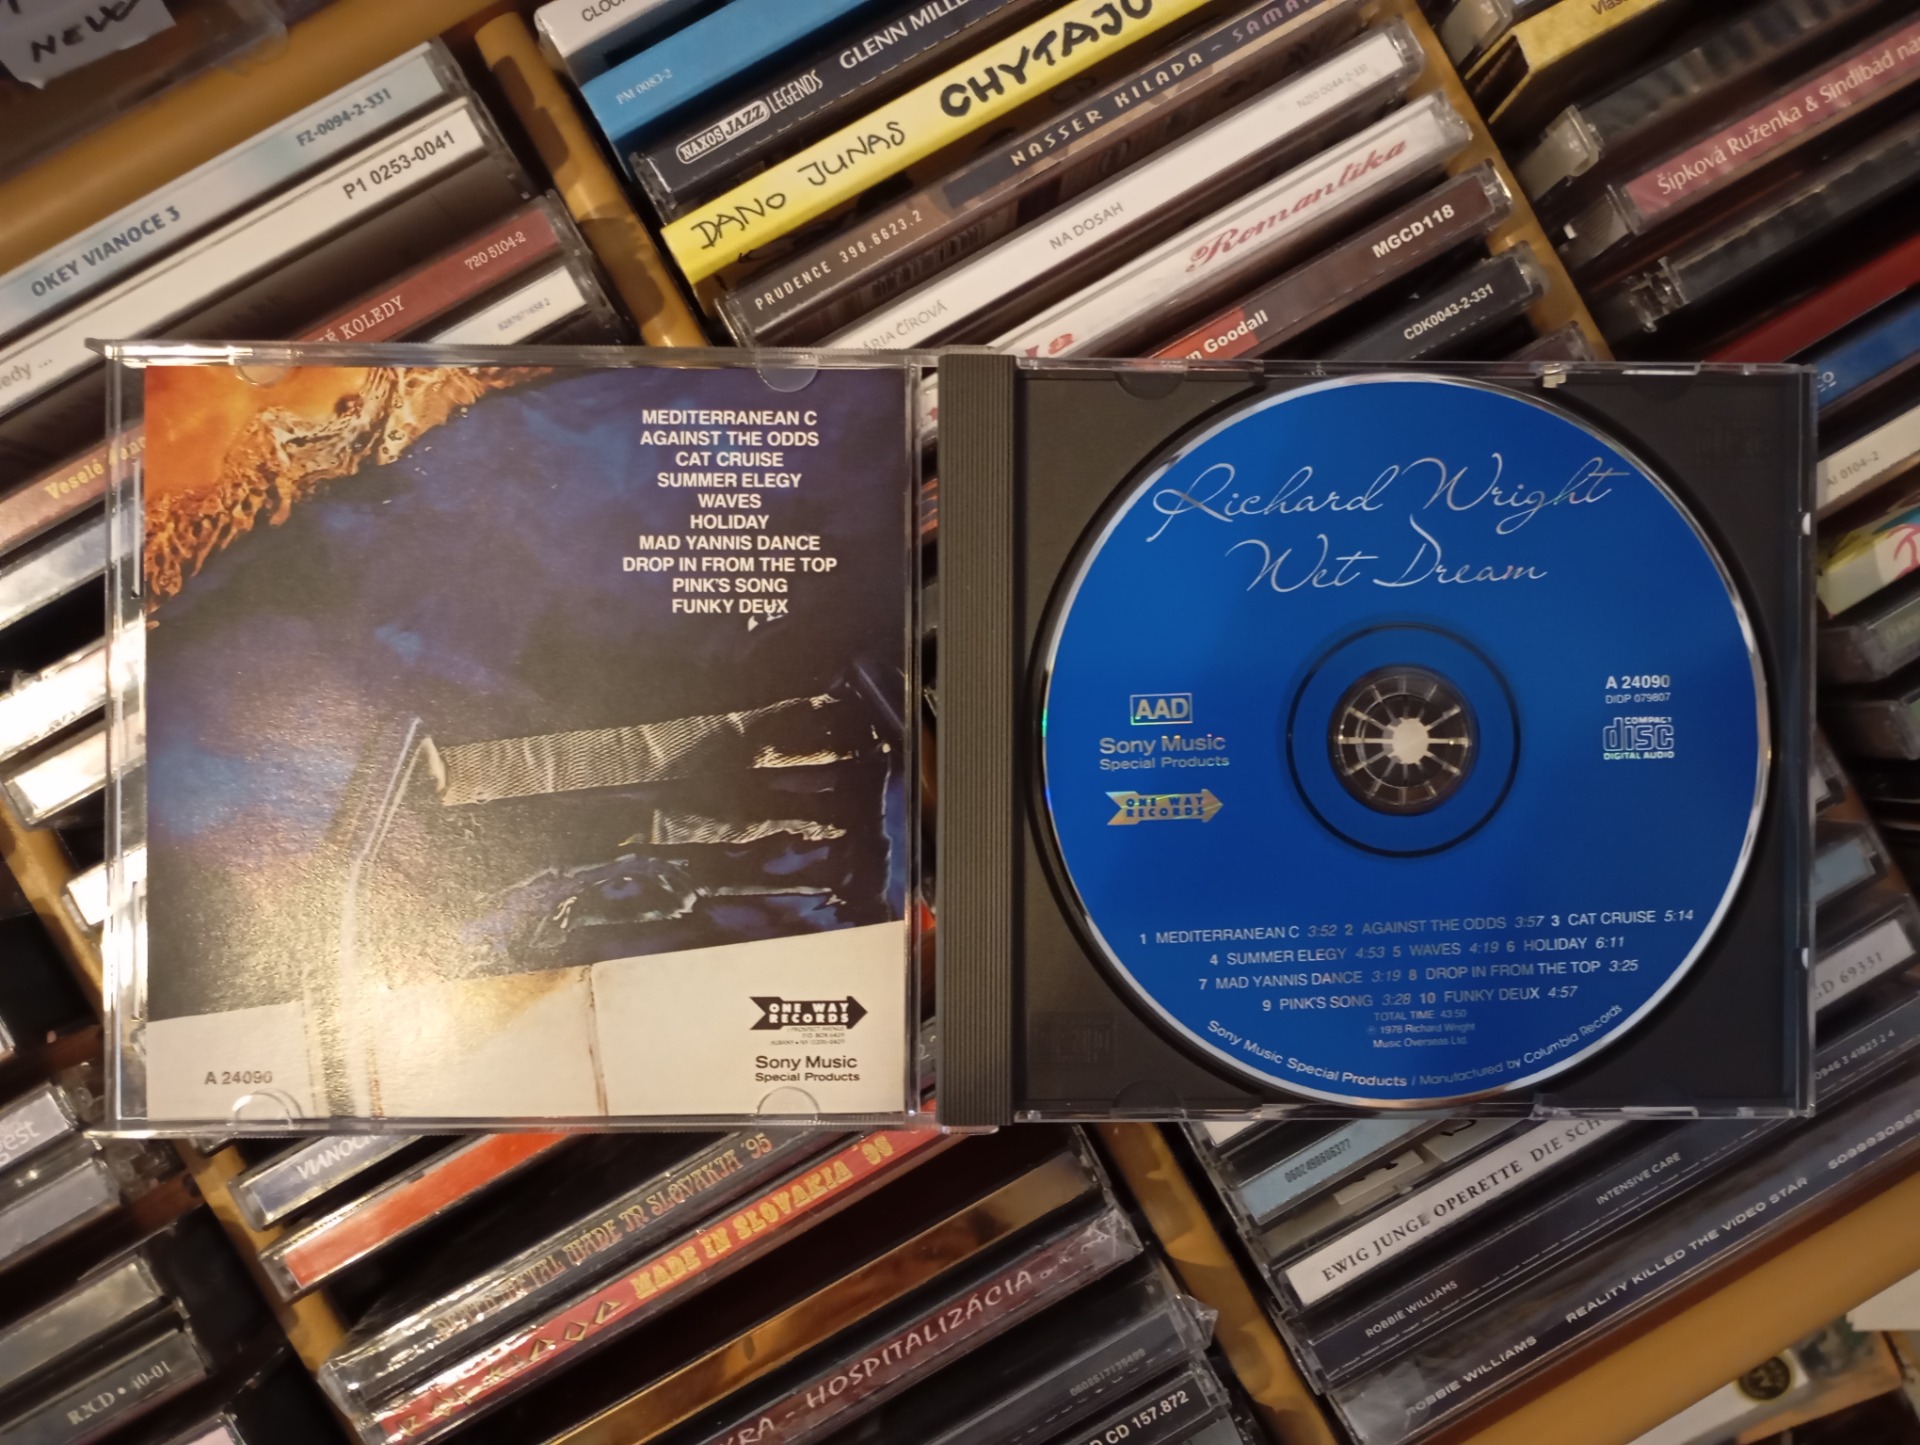 NEW
FZ-0094-2-331
OKEY VIANOCE 3
P1 0253-0041
720 5104-2
KOLEDY
PM 0083-2
NAXOS JAZZ LEGENDS GLENN MILLE
DANO JUNAS CHYTAJU
PRUDENCE 398.6623.2 NASSER KILADA - SAMA
NA DOSAH
Romantika
MGCD118
Goodall
CDK0043-2-331
Šípková Ruženka & Sindibád
MEDITERRANEAN C
AGAINST THE ODDS
CAT CRUISE
SUMMER ELEGY
WAVES
HOLIDAY
MAD YANNIS DANCE
DROP IN FROM THE TOP
PINK'S SONG
FUNKY DEUX
ONE WAY
RECORDS
Sony Music
Special Products
A 24090
Richard Wright
Wet Dream
AAD
Sony Music
Special Products
ONE WAY
RECORDS
A 24090
DIDP 079807
COMPACT
disc
DIGITAL AUDIO
1 MEDITERRANEAN C 3:52 2 AGAINST THE ODDS 3:57 3 CAT CRUISE 5:14
4 SUMMER ELEGY 4:53 5 WAVES 4:19 6 HOLIDAY 6:11
7 MAD YANNIS DANCE 3:19 8 DROP IN FROM THE TOP 3:25
9 PINK'S SONG 3:28 10 FUNKY DEUX 4:57
TOTAL TIME 43:50
℗ 1978 Richard Wright
Music Overseas Ltd.
Sony Music Special Products / Manufactured by Columbia Records
METAL MADE IN SLOVAKIA '95
MADE IN SLOVAKIA '98
HOSPITALIZÁCIA
CD 157.872
R2CD • 40-01
EWIG JUNGE OPERETTE DIE
ROBBIE WILLIAMS INTENSIVE CARE
ROBBIE WILLIAMS REALITY KILLED THE VIDEO STAR